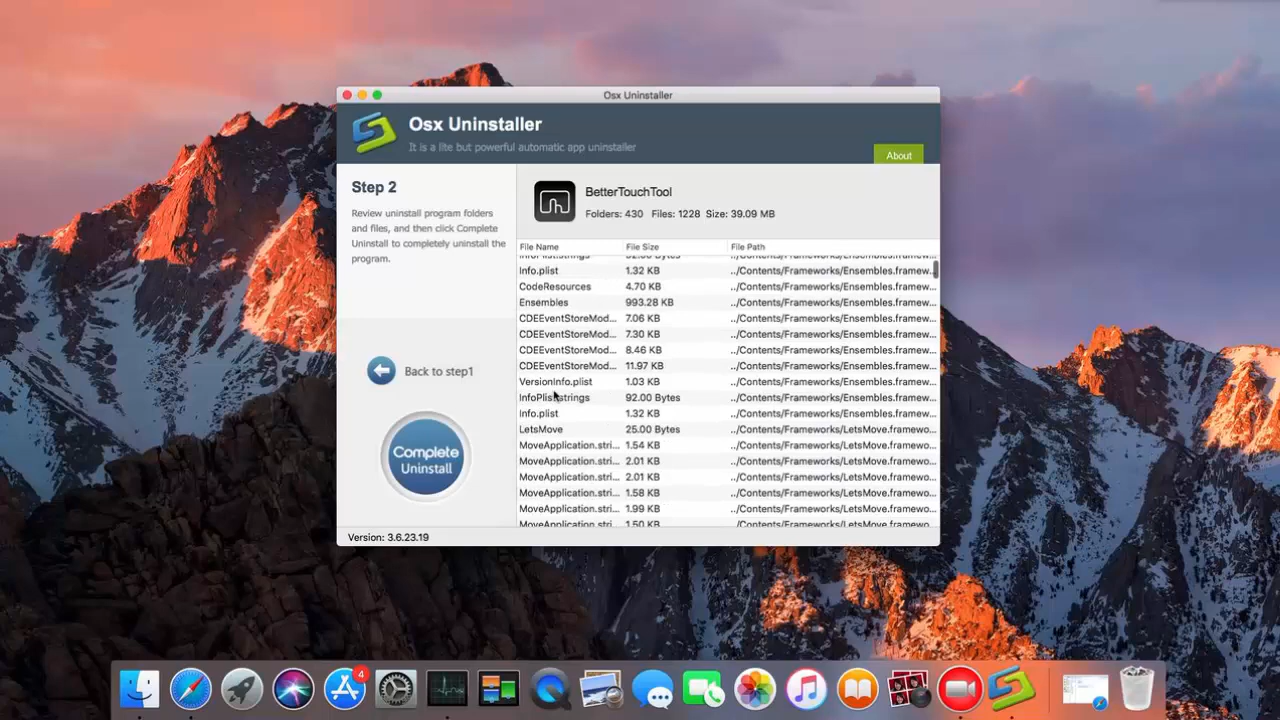 Osx Uninstaller
Osx Uninstaller
It is a lite but powerful automatic app uninstaller
About
Step 2
Review uninstall program folders
and files, and then click Complete
Uninstall to completely uninstall the
program.
Back to step1
Complete
Uninstall
BetterTouchTool
Folders: 430 Files: 1228 Size: 39.09 MB
File Name File Size File Path
Info.plist 1.32 KB ../Contents/Frameworks/Ensembles.framew...
CodeResources 4.70 KB ../Contents/Frameworks/Ensembles.framew...
Ensembles 993.28 KB ../Contents/Frameworks/Ensembles.framew...
CDEEventStoreMod... 7.06 KB ../Contents/Frameworks/Ensembles.framew...
CDEEventStoreMod... 7.30 KB ../Contents/Frameworks/Ensembles.framew...
CDEEventStoreMod... 8.46 KB ../Contents/Frameworks/Ensembles.framew...
CDEEventStoreMod... 11.97 KB ../Contents/Frameworks/Ensembles.framew...
VersionInfo.plist 1.03 KB ../Contents/Frameworks/Ensembles.framew...
InfoPlist.strings 92.00 Bytes ../Contents/Frameworks/Ensembles.framew...
Info.plist 1.32 KB ../Contents/Frameworks/Ensembles.framew...
LetsMove 25.00 Bytes ../Contents/Frameworks/LetsMove.framewo...
MoveApplication.stri... 1.54 KB ../Contents/Frameworks/LetsMove.framewo...
MoveApplication.stri... 2.01 KB ../Contents/Frameworks/LetsMove.framewo...
MoveApplication.stri... 2.01 KB ../Contents/Frameworks/LetsMove.framewo...
MoveApplication.stri... 1.58 KB ../Contents/Frameworks/LetsMove.framewo...
MoveApplication.stri... 1.99 KB ../Contents/Frameworks/LetsMove.framewo...
MoveApplication.stri... 1.50 KB ../Contents/Frameworks/LetsMove.framewo...
Version: 3.6.23.19
4